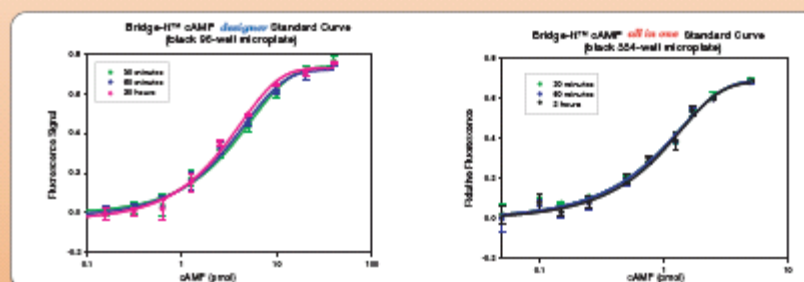 Bridge-It™ cAMP designer Standard Curve
(black 96-well microplate)
0.8
0.6
0.4
0.2
0.0
-0.2
Fluorescence Signal
30 minutes
60 minutes
20 hours
0.1
1
10
100
cAMP (pmol)
Bridge-It™ cAMP all in one Standard Curve
(black 384-well microplate)
0.8
0.6
0.4
0.2
0.0
-0.2
Relative Fluorescence
30 minutes
60 minutes
3 hours
0.1
1
10
cAMP (pmol)